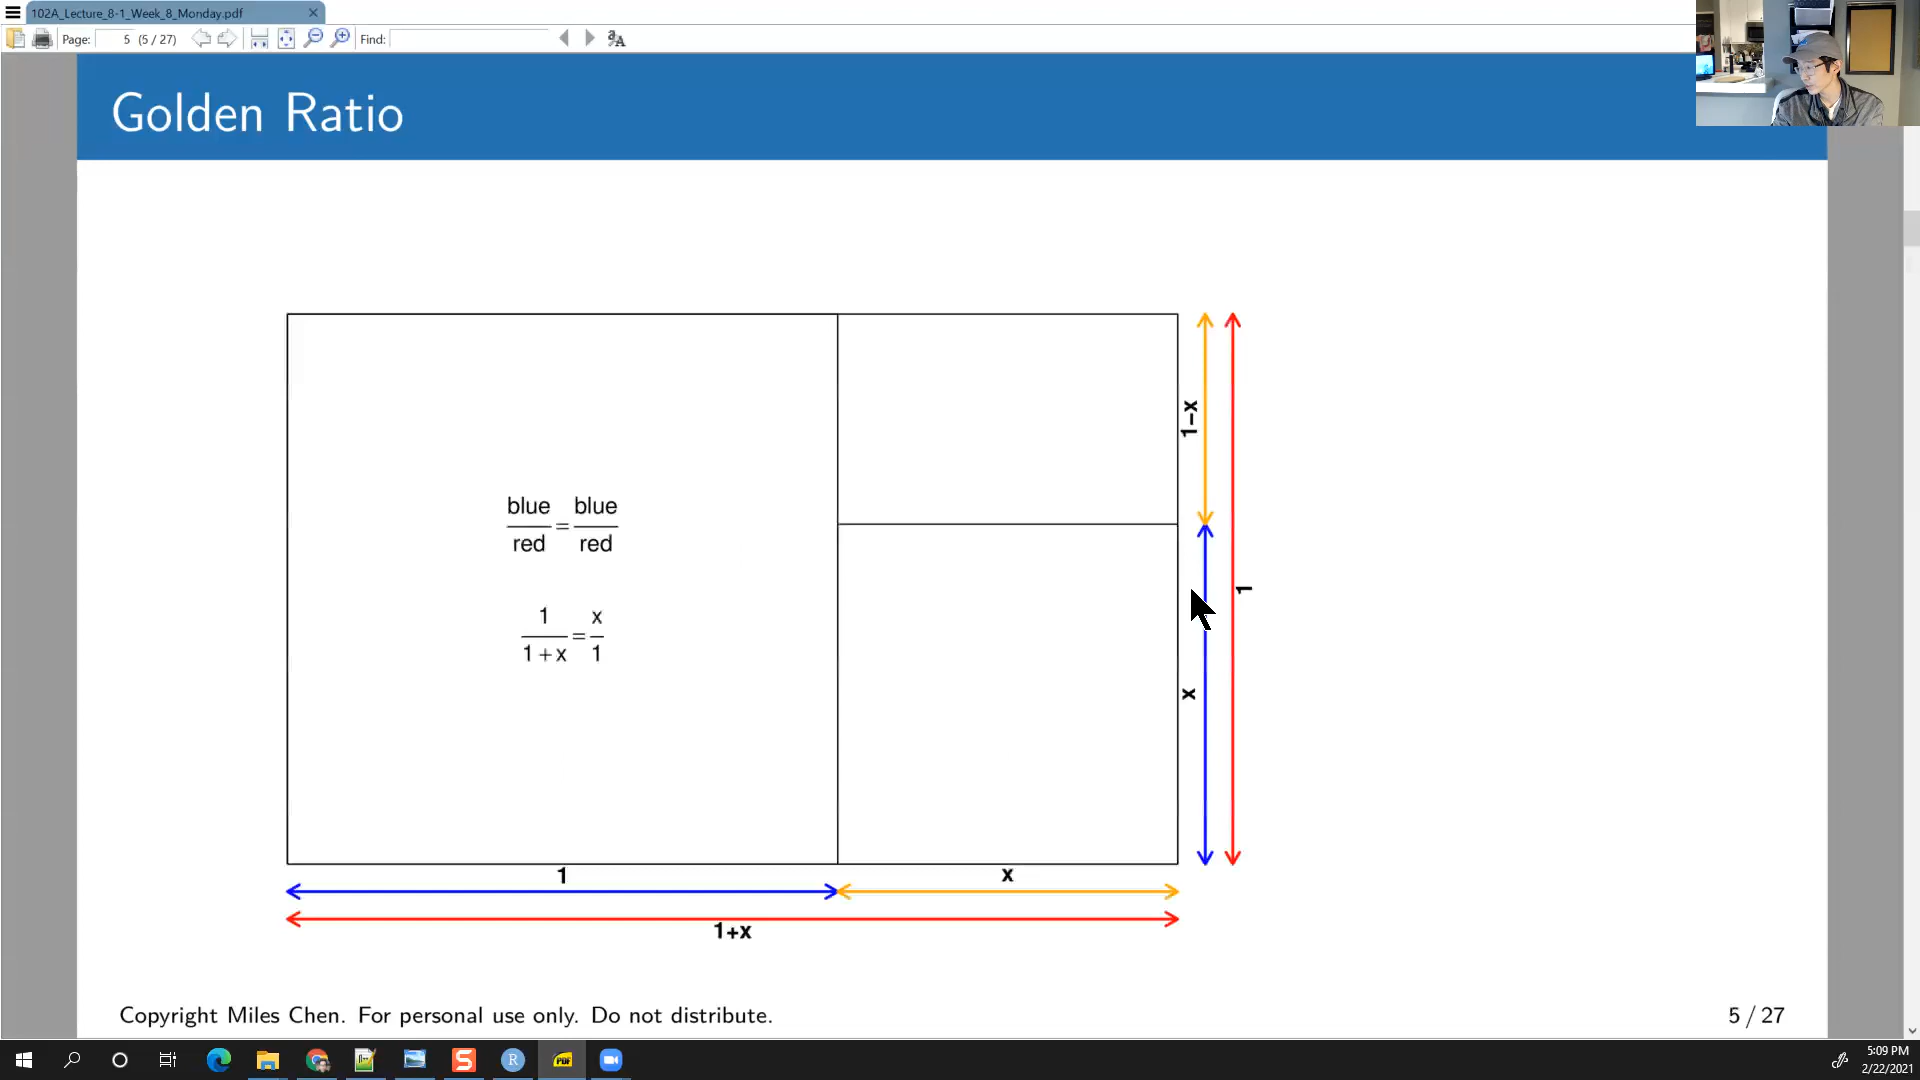 102A_Lecture_8-1_Week_8_Monday.pdf
Page: 5 (5 / 27) Find:
Golden Ratio
1−x
blue blue
=
red red
1
1 x
=
1+x 1
x
1 x
1+x
Copyright Miles Chen. For personal use only. Do not distribute. 5 / 27
5:09 PM
2/22/2021